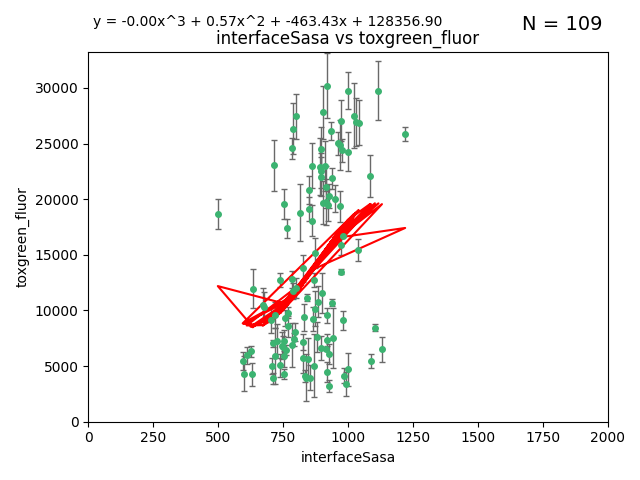 y = -0.00x^3 + 0.57x^2 + -463.43x + 128356.90
N = 109
interfaceSasa vs toxgreen_fluor
30000
25000
20000
15000
10000
5000
0
toxgreen_fluor
0 250 500 750 1000 1250 1500 1750 2000
interfaceSasa